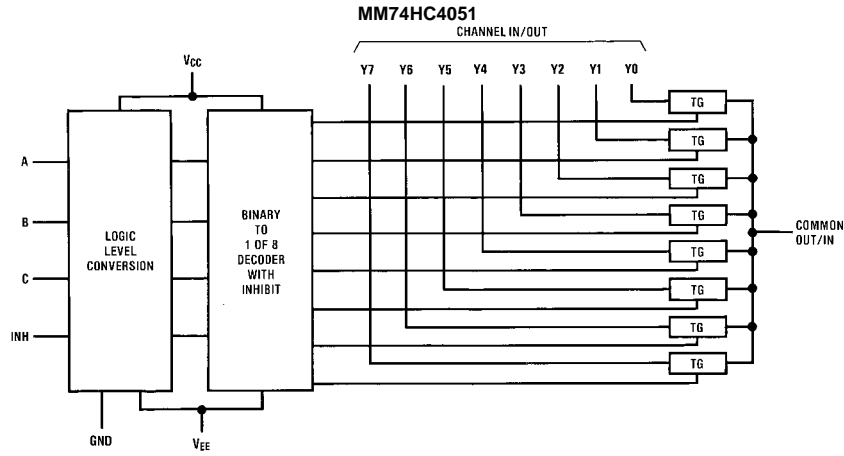 MM74HC4051
CHANNEL IN/OUT
VCC
Y7 Y6 Y5 Y4 Y3 Y2 Y1 Y0
TG
TG
TG
TG
TG
TG
TG
TG
A
B
C
INH
LOGIC
LEVEL
CONVERSION
BINARY
TO
1 OF 8
DECODER
WITH
INHIBIT
COMMON
OUT/IN
GND
VEE